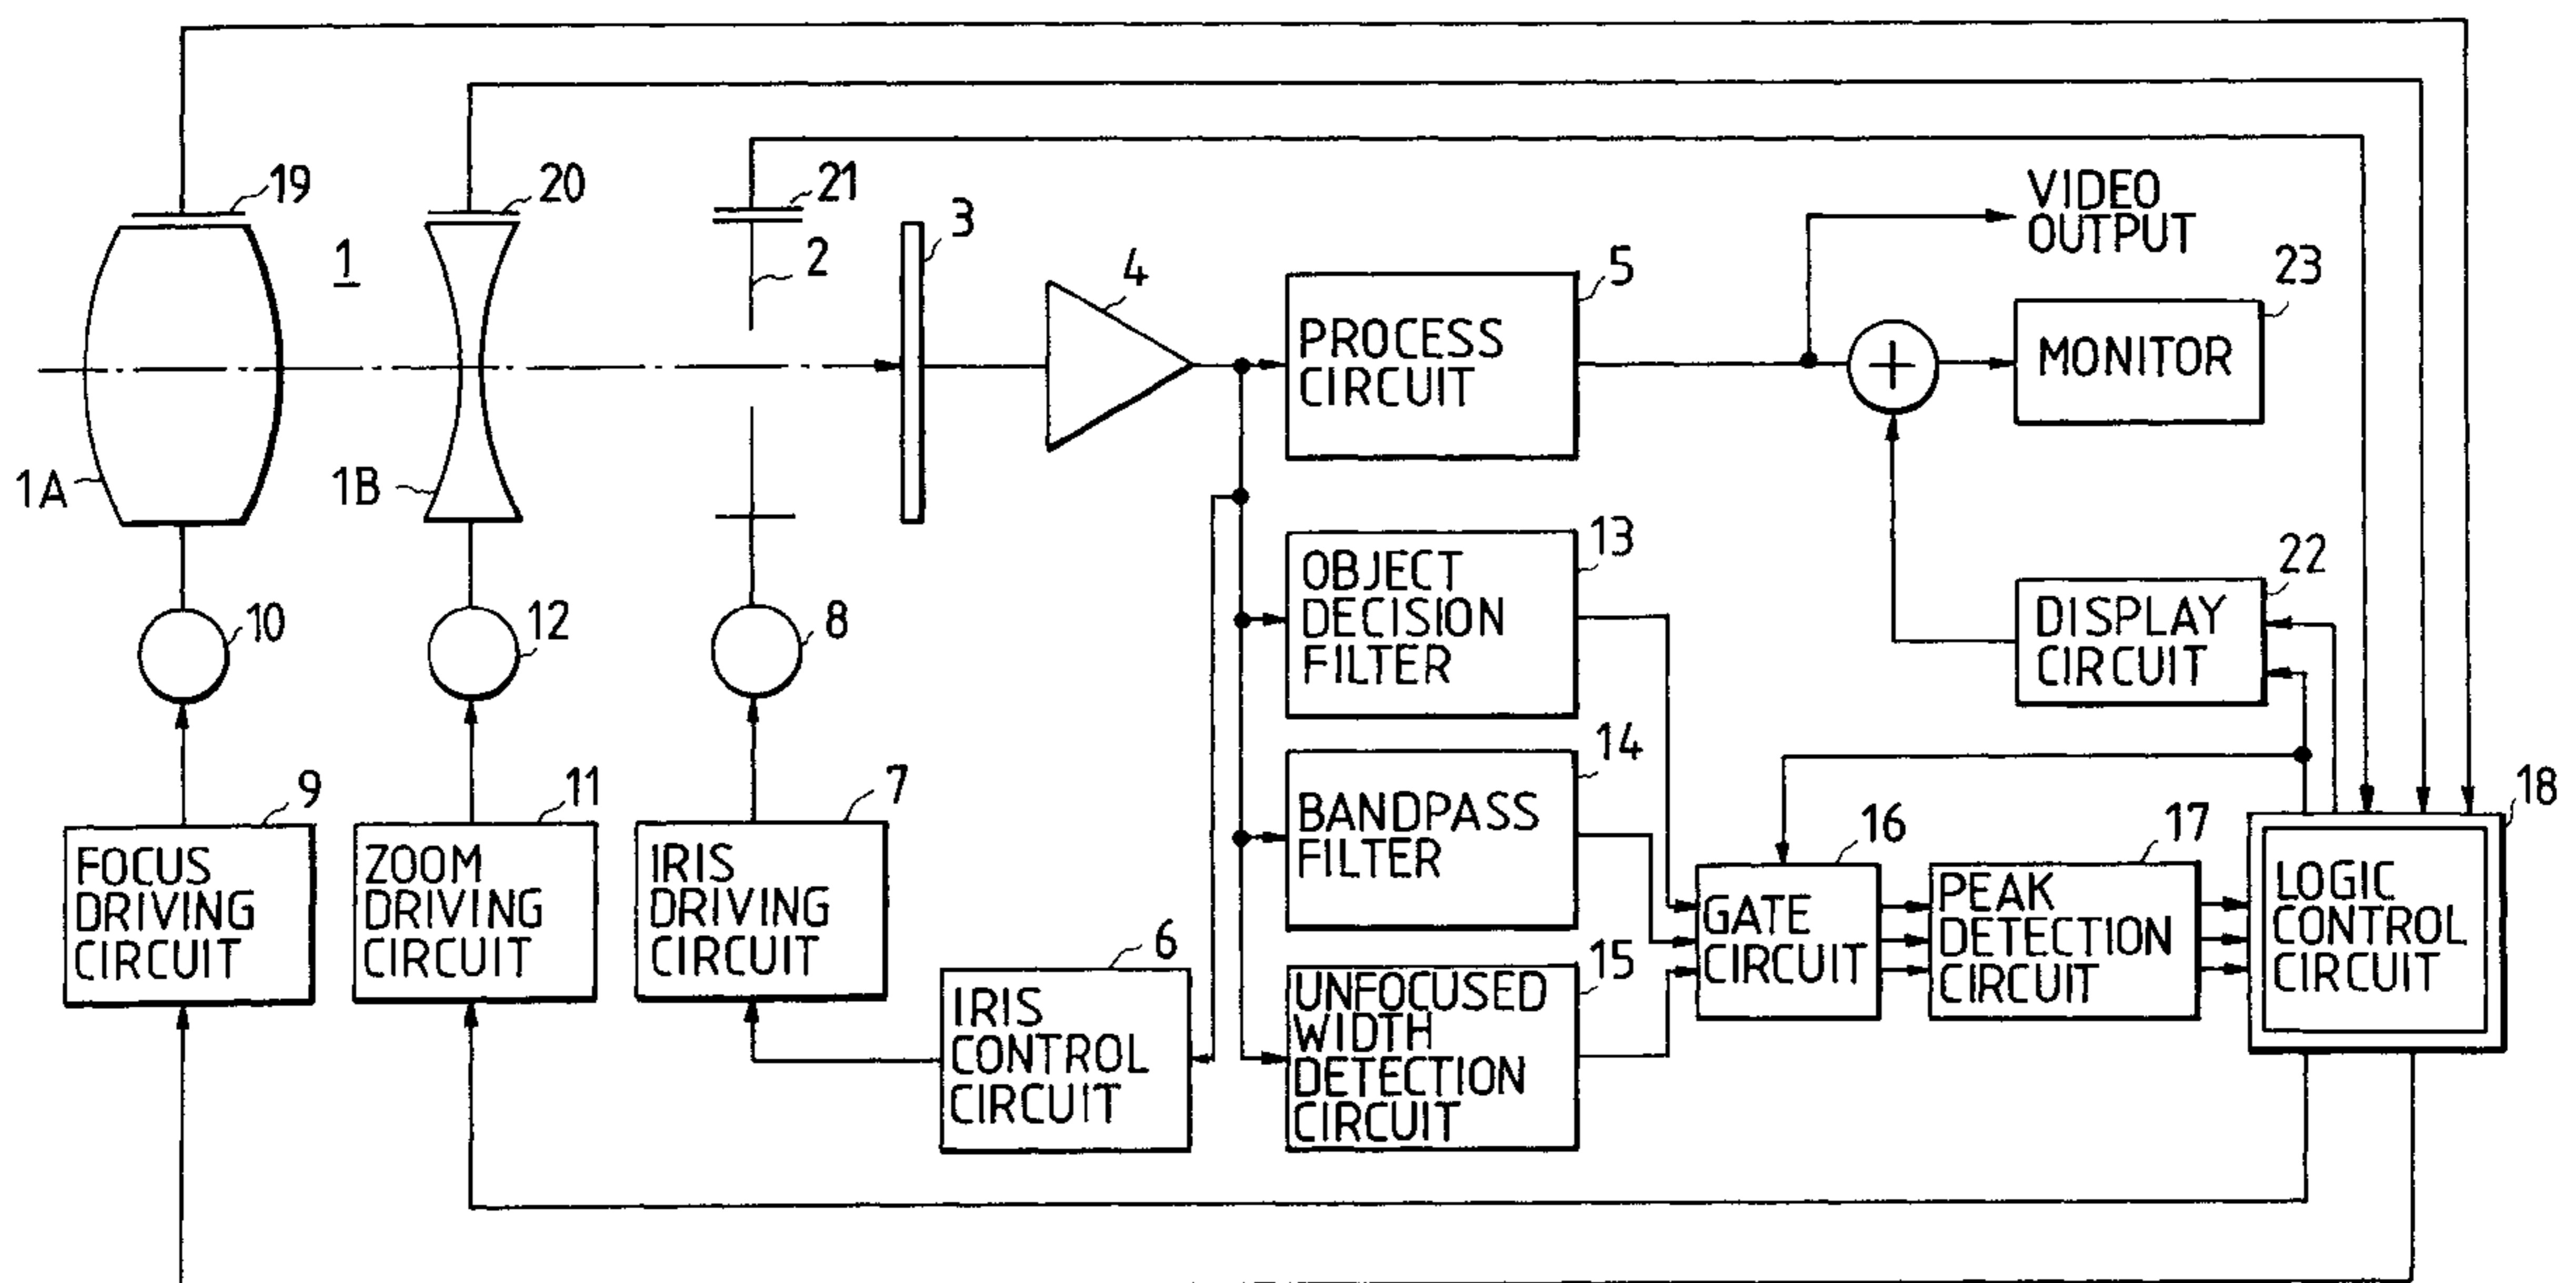 19
20
21
1
2
3
4
5
VIDEO
OUTPUT
23
PROCESS
CIRCUIT
MONITOR
1A
1B
13
OBJECT
DECISION
FILTER
22
DISPLAY
CIRCUIT
10
12
8
14
BANDPASS
FILTER
9
FOCUS
DRIVING
CIRCUIT
11
ZOOM
DRIVING
CIRCUIT
7
IRIS
DRIVING
CIRCUIT
6
IRIS
CONTROL
CIRCUIT
15
UNFOCUSED
WIDTH
DETECTION
CIRCUIT
16
GATE
CIRCUIT
17
PEAK
DETECTION
CIRCUIT
18
LOGIC
CONTROL
CIRCUIT